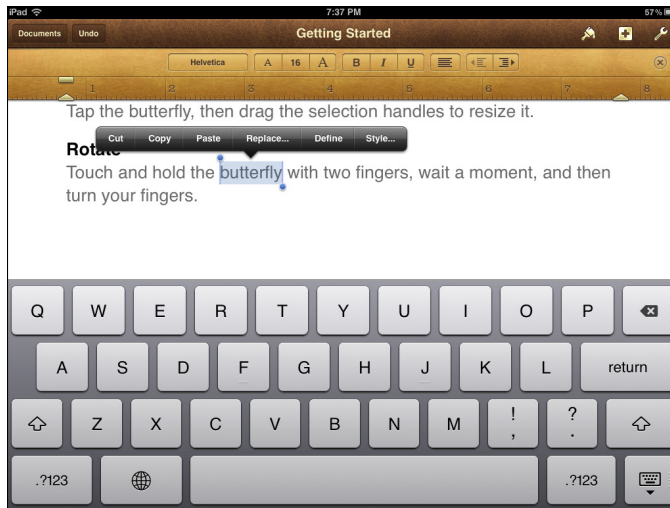 iPad 7:37 PM 57%
Documents Undo Getting Started
Helvetica A 16 A B I U
1 2 3 4 5 6 7 8
Tap the butterfly, then drag the selection handles to resize it.
Cut Copy Paste Replace... Define Style...
Rotate
Touch and hold the butterfly with two fingers, wait a moment, and then
turn your fingers.
Q W E R T Y U I O P
A S D F G H J K L return
Z X C V B N M ! , ? .
.?123 .?123